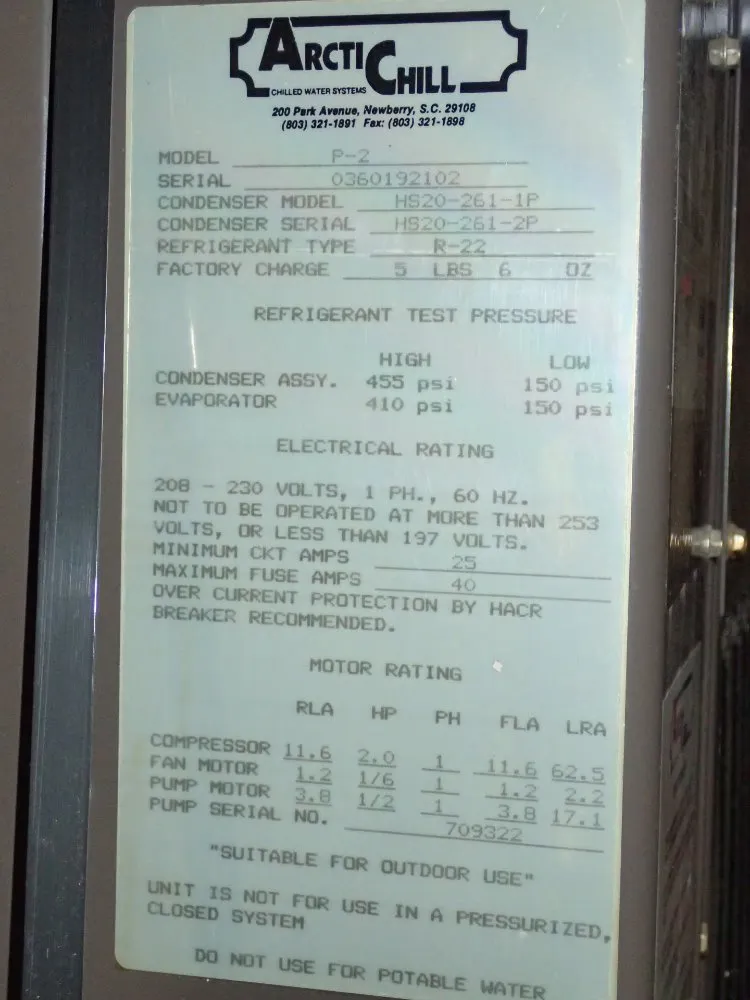 ARCTICHILL
CHILLED WATER SYSTEMS
200 Park Avenue, Newberry, S.C. 29108
(803) 321-1891 Fax: (803) 321-1898
MODEL P-2
SERIAL 0360192102
CONDENSER MODEL HS20-261-1P
CONDENSER SERIAL HS20-261-2P
REFRIGERANT TYPE R-22
FACTORY CHARGE 5 LBS 6 OZ
REFRIGERANT TEST PRESSURE
HIGH LOW
CONDENSER ASSY. 455 psi 150 psi
EVAPORATOR 410 psi 150 psi
ELECTRICAL RATING
208 - 230 VOLTS, 1 PH., 60 HZ.
NOT TO BE OPERATED AT MORE THAN 253
VOLTS, OR LESS THAN 197 VOLTS.
MINIMUM CKT AMPS 25
MAXIMUM FUSE AMPS 40
OVER CURRENT PROTECTION BY HACR
BREAKER RECOMMENDED.
MOTOR RATING
RLA HP PH FLA LRA
COMPRESSOR 11.6 2.0 1 11.6 62.5
FAN MOTOR 1.2 1/6 1 1.2 2.2
PUMP MOTOR 3.8 1/2 1 3.8 17.1
PUMP SERIAL NO. 709322
"SUITABLE FOR OUTDOOR USE"
UNIT IS NOT FOR USE IN A PRESSURIZED,
CLOSED SYSTEM
DO NOT USE FOR POTABLE WATER